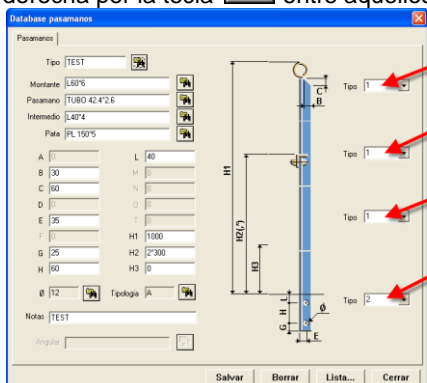 derecha por la tecla entre aquellos
Database pasamanos
Pasamanos
Tipo TEST
Montante L60*6
Pasamano TUBO 42.4*2.6
Intermedio L40*4
Pata PL 150*5
A 0 L 40
B 30 M 0
C 60 N 0
D 0 O 0
E 35 T 0
F 0 H1 1000
G 25 H2 2*300
H 60 H3 0
ø 12 Tipologia A
Notas TEST
Angular
C
B
H1
H2(,*)
H3
L
H
G
ø
E
Tipo 1
Tipo 1
Tipo 1
Tipo 2
Salvar Borrar Lista... Cerrar